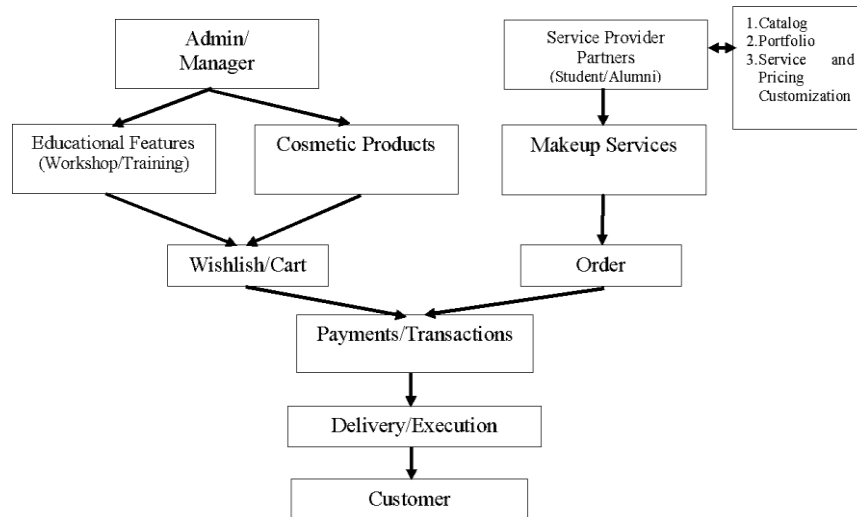 Admin/
Manager
Service Provider
Partners
(Student/Alumni)
1.Catalog
2.Portfolio
3.Service and
Pricing
Customization
Educational Features
(Workshop/Training)
Cosmetic Products
Makeup Services
Wishlish/Cart
Order
Payments/Transactions
Delivery/Execution
Customer